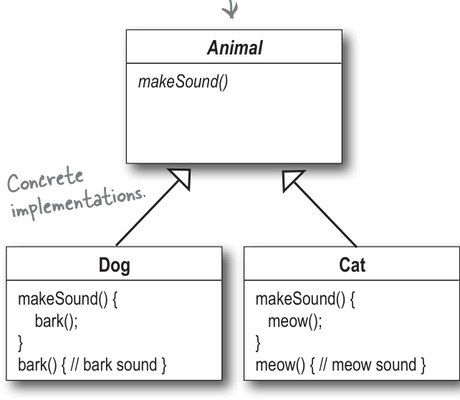 Animal
makeSound()
Concrete
implementations.
Dog
makeSound() {
bark();
}
bark() { // bark sound }
Cat
makeSound() {
meow();
}
meow() { // meow sound }